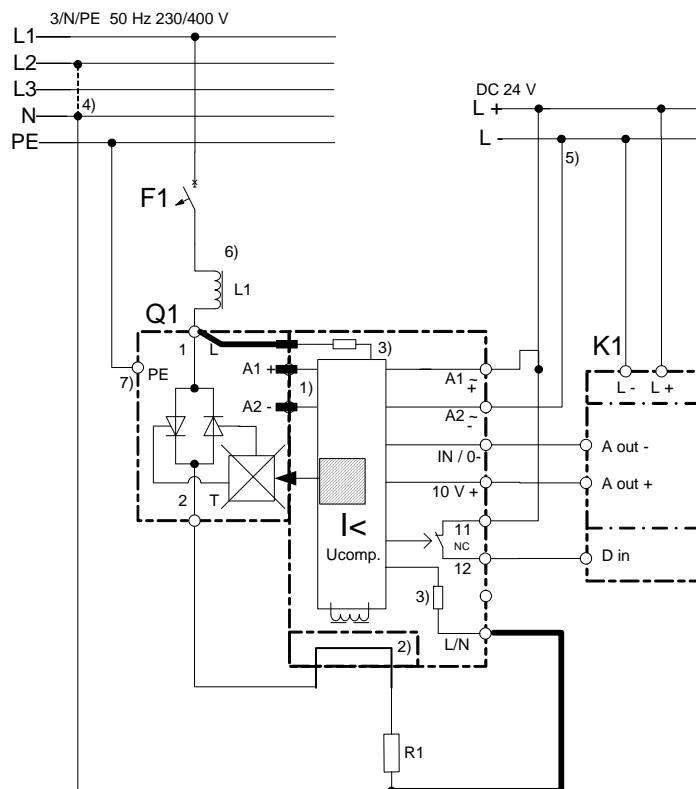 3/N/PE 50 Hz 230/400 V
L1
L2
L3
N
4)
PE
DC 24 V
L +
L -
5)
F1
6)
L1
Q1
K1
1
L
3)
7)
PE
A1 +
1)
A1 ~
+
L -
L +
A2 -
A2 ~
-
IN / 0-
A out -
2
T
10 V +
A out +
I<
Ucomp.
11
NC
12
D in
3)
2)
L/N
R1